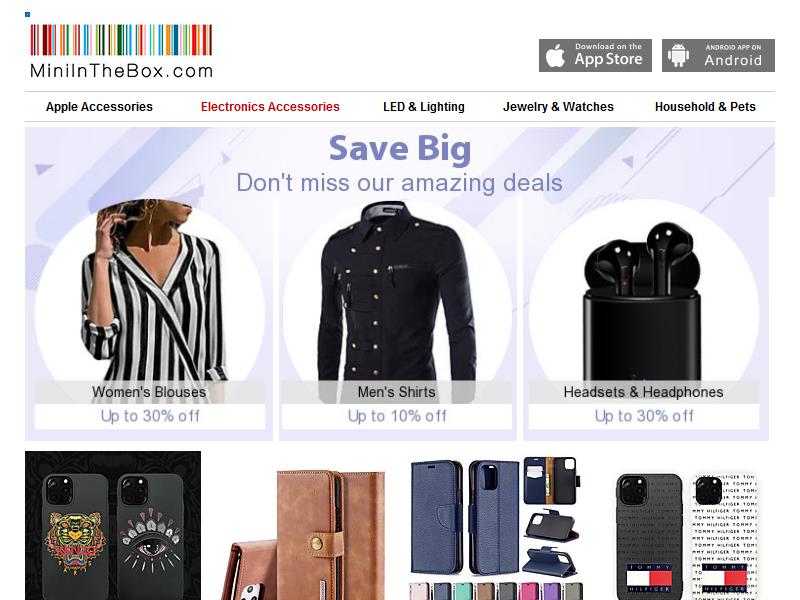 MiniInTheBox.com
Download on the
App Store
ANDROID APP ON
Android
Apple Accessories
Electronics Accessories
LED & Lighting
Jewelry & Watches
Household & Pets
Save Big
Don't miss our amazing deals
Women's Blouses
Men's Shirts
Headsets & Headphones
Up to 30% off
Up to 10% off
Up to 30% off
TOMMY
HILFIGER
TOMMY
HILFIGER